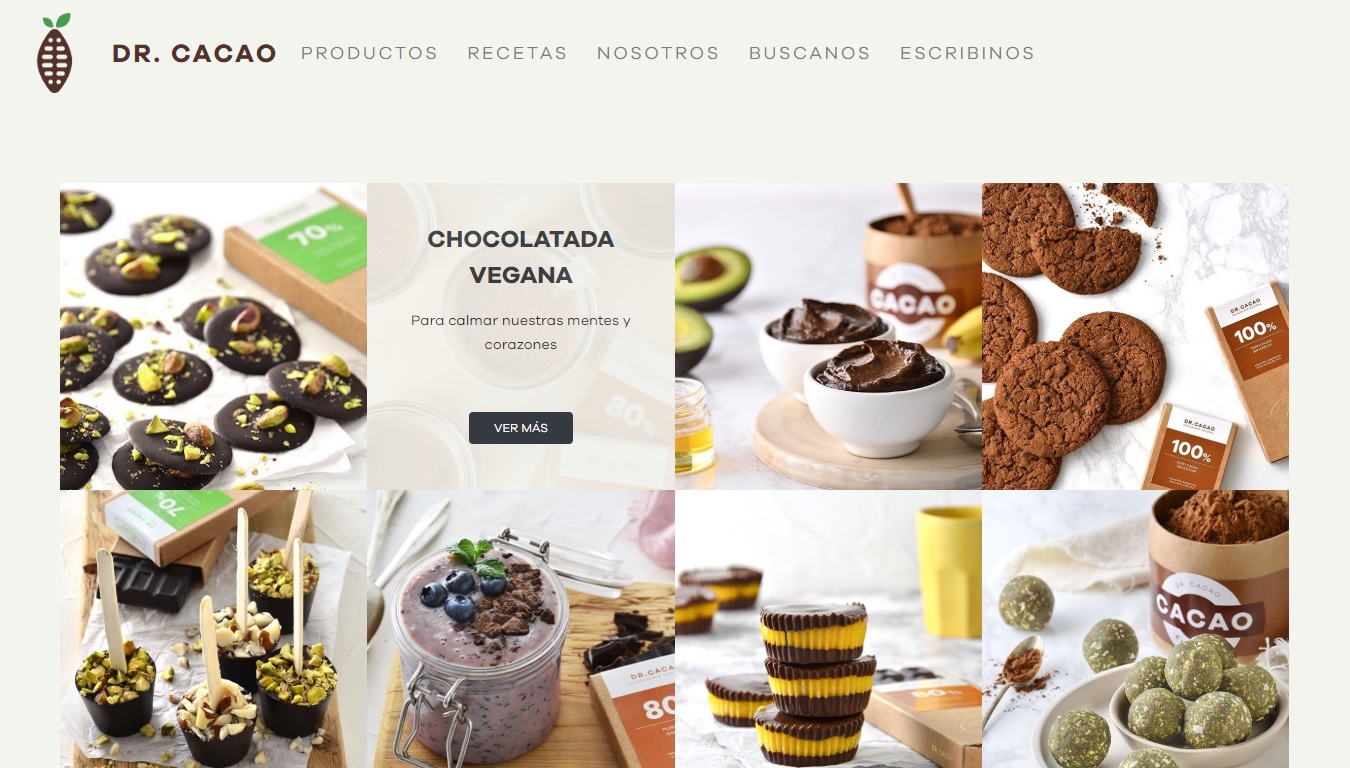 DR. CACAO
PRODUCTOS
RECETAS
NOSOTROS
BUSCANOS
ESCRIBINOS
70%
CHOCOLATADA
VEGANA
Para calmar nuestras mentes y
corazones
80%
VER MÁS
CACAO
DR.CACAO
100%
DR.CACAO
100%
70%
DR.CACAO
80
80%
DR. CACAO
CACAO